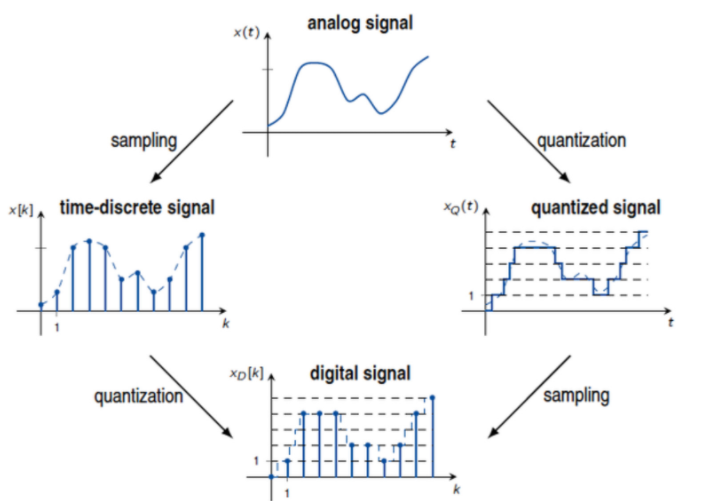 analog signal
x(t)
t
sampling
quantization
time-discrete signal
x[k]
1
k
quantized signal
x_Q(t)
1
t
quantization
sampling
digital signal
x_D[k]
1
1
k